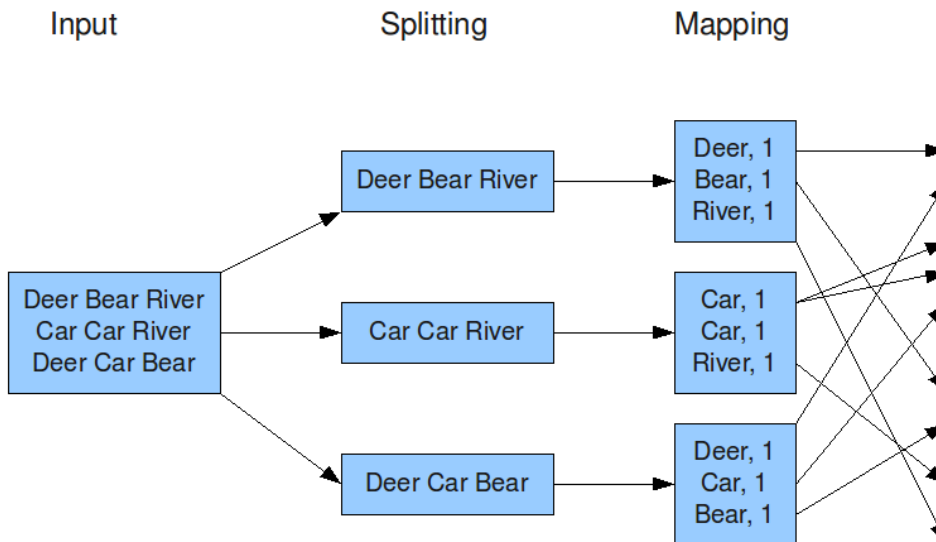 Input
Splitting
Mapping
Deer Bear River
Car Car River
Deer Car Bear
Deer Bear River
Car Car River
Deer Car Bear
Deer, 1
Bear, 1
River, 1
Car, 1
Car, 1
River, 1
Deer, 1
Car, 1
Bear, 1